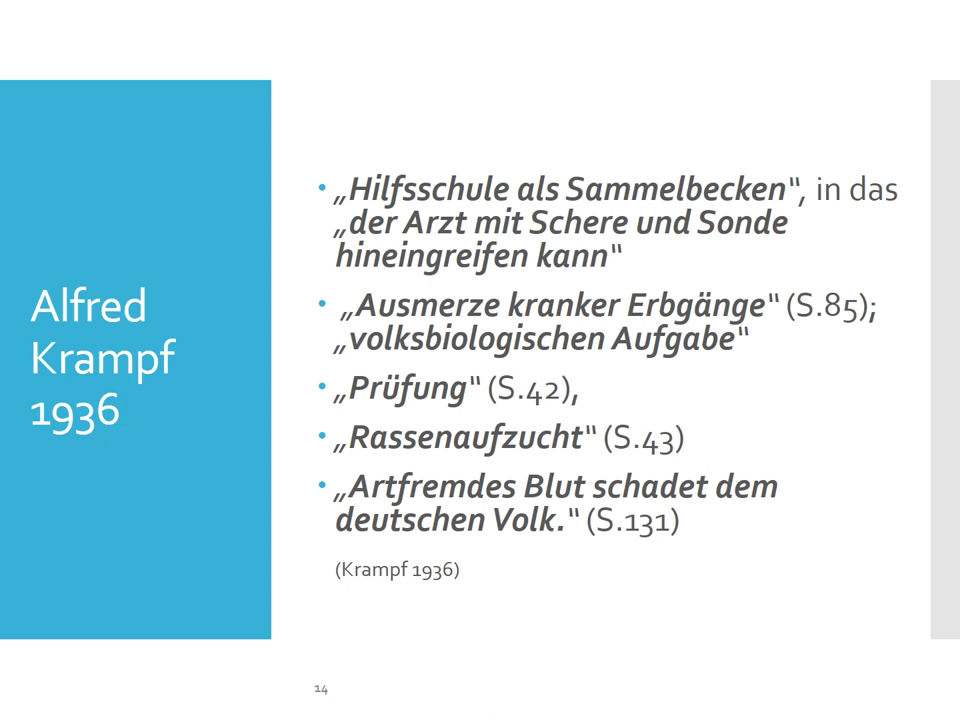 Alfred
Krampf
1936
• „Hilfsschule als Sammelbecken“, in das
„der Arzt mit Schere und Sonde
hineingreifen kann“
• „Ausmerze kranker Erbgänge“ (S.85);
„volksbiologischen Aufgabe“
• „Prüfung“ (S.42),
• „Rassenaufzucht“ (S.43)
• „Artfremdes Blut schadet dem
deutschen Volk.“ (S.131)
(Krampf 1936)
14